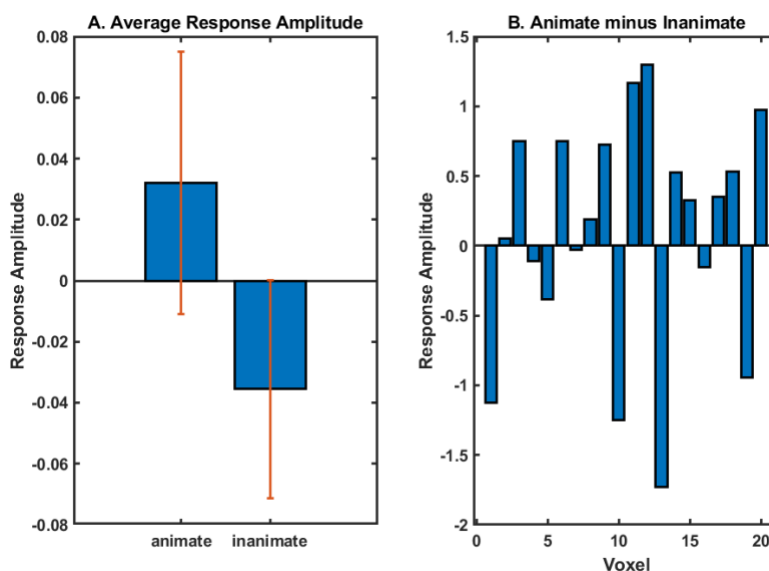 A. Average Response Amplitude
0.08
0.06
0.04
0.02
0
-0.02
-0.04
-0.06
-0.08
Response Amplitude
animate inanimate
B. Animate minus Inanimate
1.5
1
0.5
0
-0.5
-1
-1.5
-2
Response Amplitude
0 5 10 15 20
Voxel